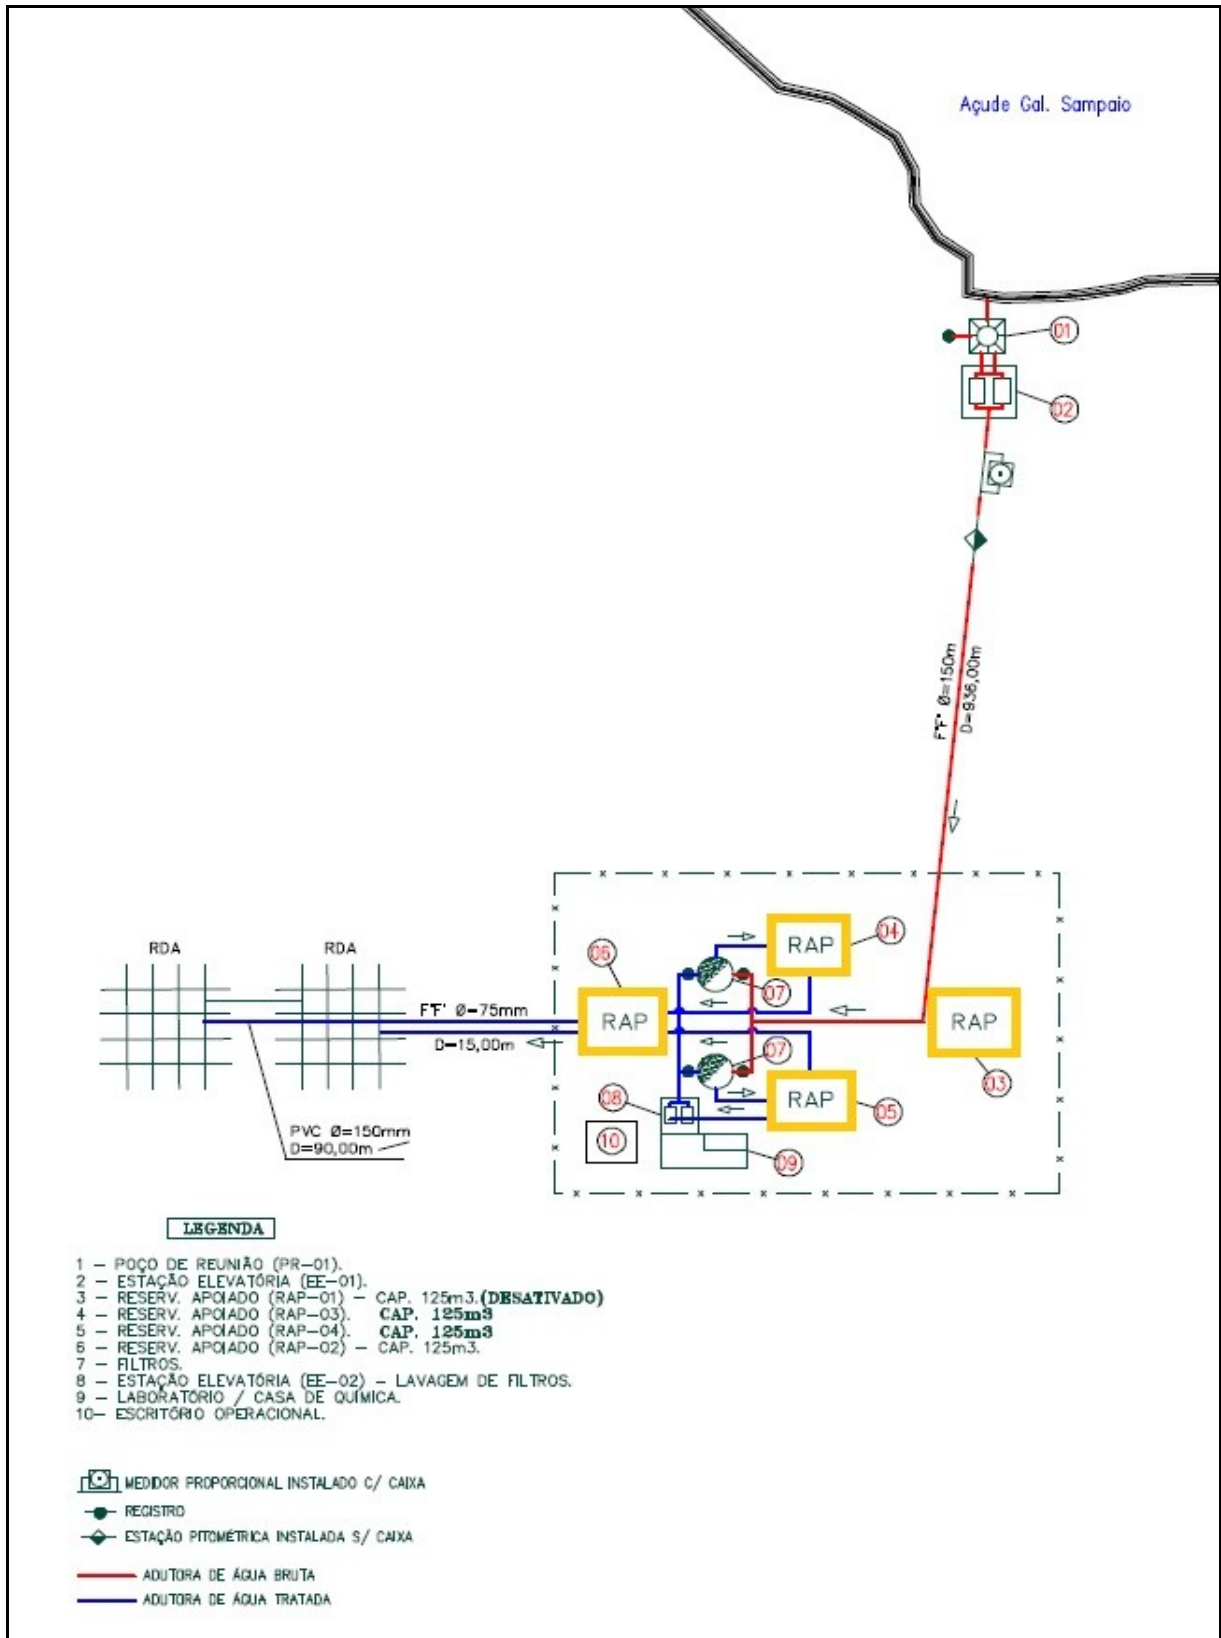 Açude Gal. Sampaio
01
02
F°F° Ø=150m
D=936,00m
RDA
RDA
06
RAP
04
07
F°F° Ø=75mm
D=15,00m
RAP
RAP
03
07
08
RAP
05
10
09
PVC Ø=150mm
D=90,00m
LEGENDA
1 – POÇO DE REUNIÃO (PR–01).
2 – ESTAÇÃO ELEVATÓRIA (EE–01).
3 – RESERV. APOIADO (RAP–01) – CAP. 125m3.(DESATIVADO)
4 – RESERV. APOIADO (RAP–03). CAP. 125m3
5 – RESERV. APOIADO (RAP–04). CAP. 125m3
6 – RESERV. APOIADO (RAP–02) – CAP. 125m3.
7 – FILTROS.
8 – ESTAÇÃO ELEVATÓRIA (EE–02) – LAVAGEM DE FILTROS.
9 – LABORATÓRIO / CASA DE QUÍMICA.
10– ESCRITÓRIO OPERACIONAL.
MEDIDOR PROPORCIONAL INSTALADO C/ CAIXA
REGISTRO
ESTAÇÃO PITOMÉTRICA INSTALADA S/ CAIXA
ADUTORA DE ÁGUA BRUTA
ADUTORA DE ÁGUA TRATADA